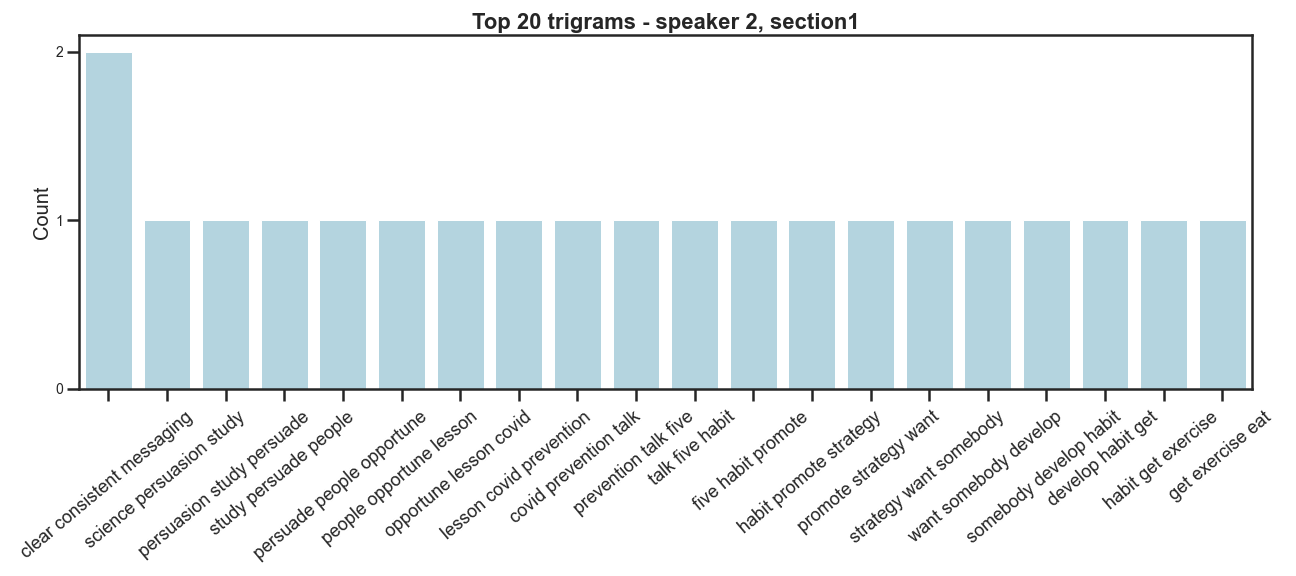 Top 20 trigrams - speaker 2, section1
Count
2
1
0
clear consistent messaging
science persuasion study
persuasion study persuade
study persuade people
persuade people opportune
people opportune lesson
opportune lesson covid
lesson covid prevention
covid prevention talk
prevention talk five
talk five habit
five habit promote
habit promote strategy
promote strategy want
strategy want somebody
want somebody develop
somebody develop habit
develop habit get
habit get exercise
get exercise eat